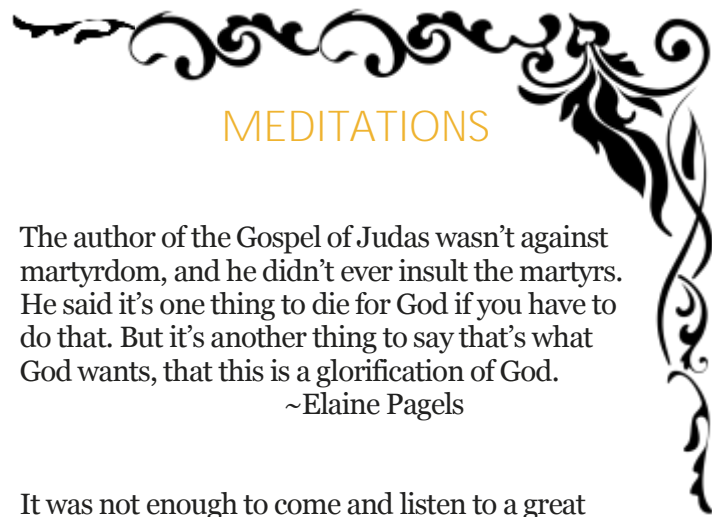 MEDITATIONS
The author of the Gospel of Judas wasn’t against
martyrdom, and he didn’t ever insult the martyrs.
He said it’s one thing to die for God if you have to
do that. But it’s another thing to say that’s what
God wants, that this is a glorification of God.
~Elaine Pagels
It was not enough to come and listen to a great